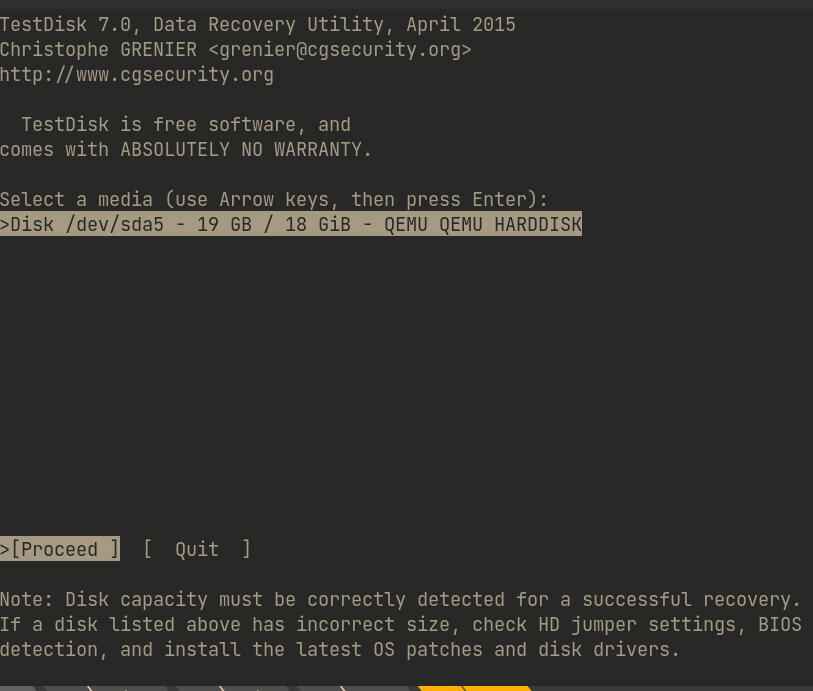 TestDisk 7.0, Data Recovery Utility, April 2015
Christophe GRENIER <grenier@cgsecurity.org>
http://www.cgsecurity.org
TestDisk is free software, and
comes with ABSOLUTELY NO WARRANTY.
Select a media (use Arrow keys, then press Enter):
>Disk /dev/sda5 - 19 GB / 18 GiB - QEMU QEMU HARDDISK
>[Proceed ]  [  Quit  ]
Note: Disk capacity must be correctly detected for a successful recovery.
If a disk listed above has incorrect size, check HD jumper settings, BIOS
detection, and install the latest OS patches and disk drivers.